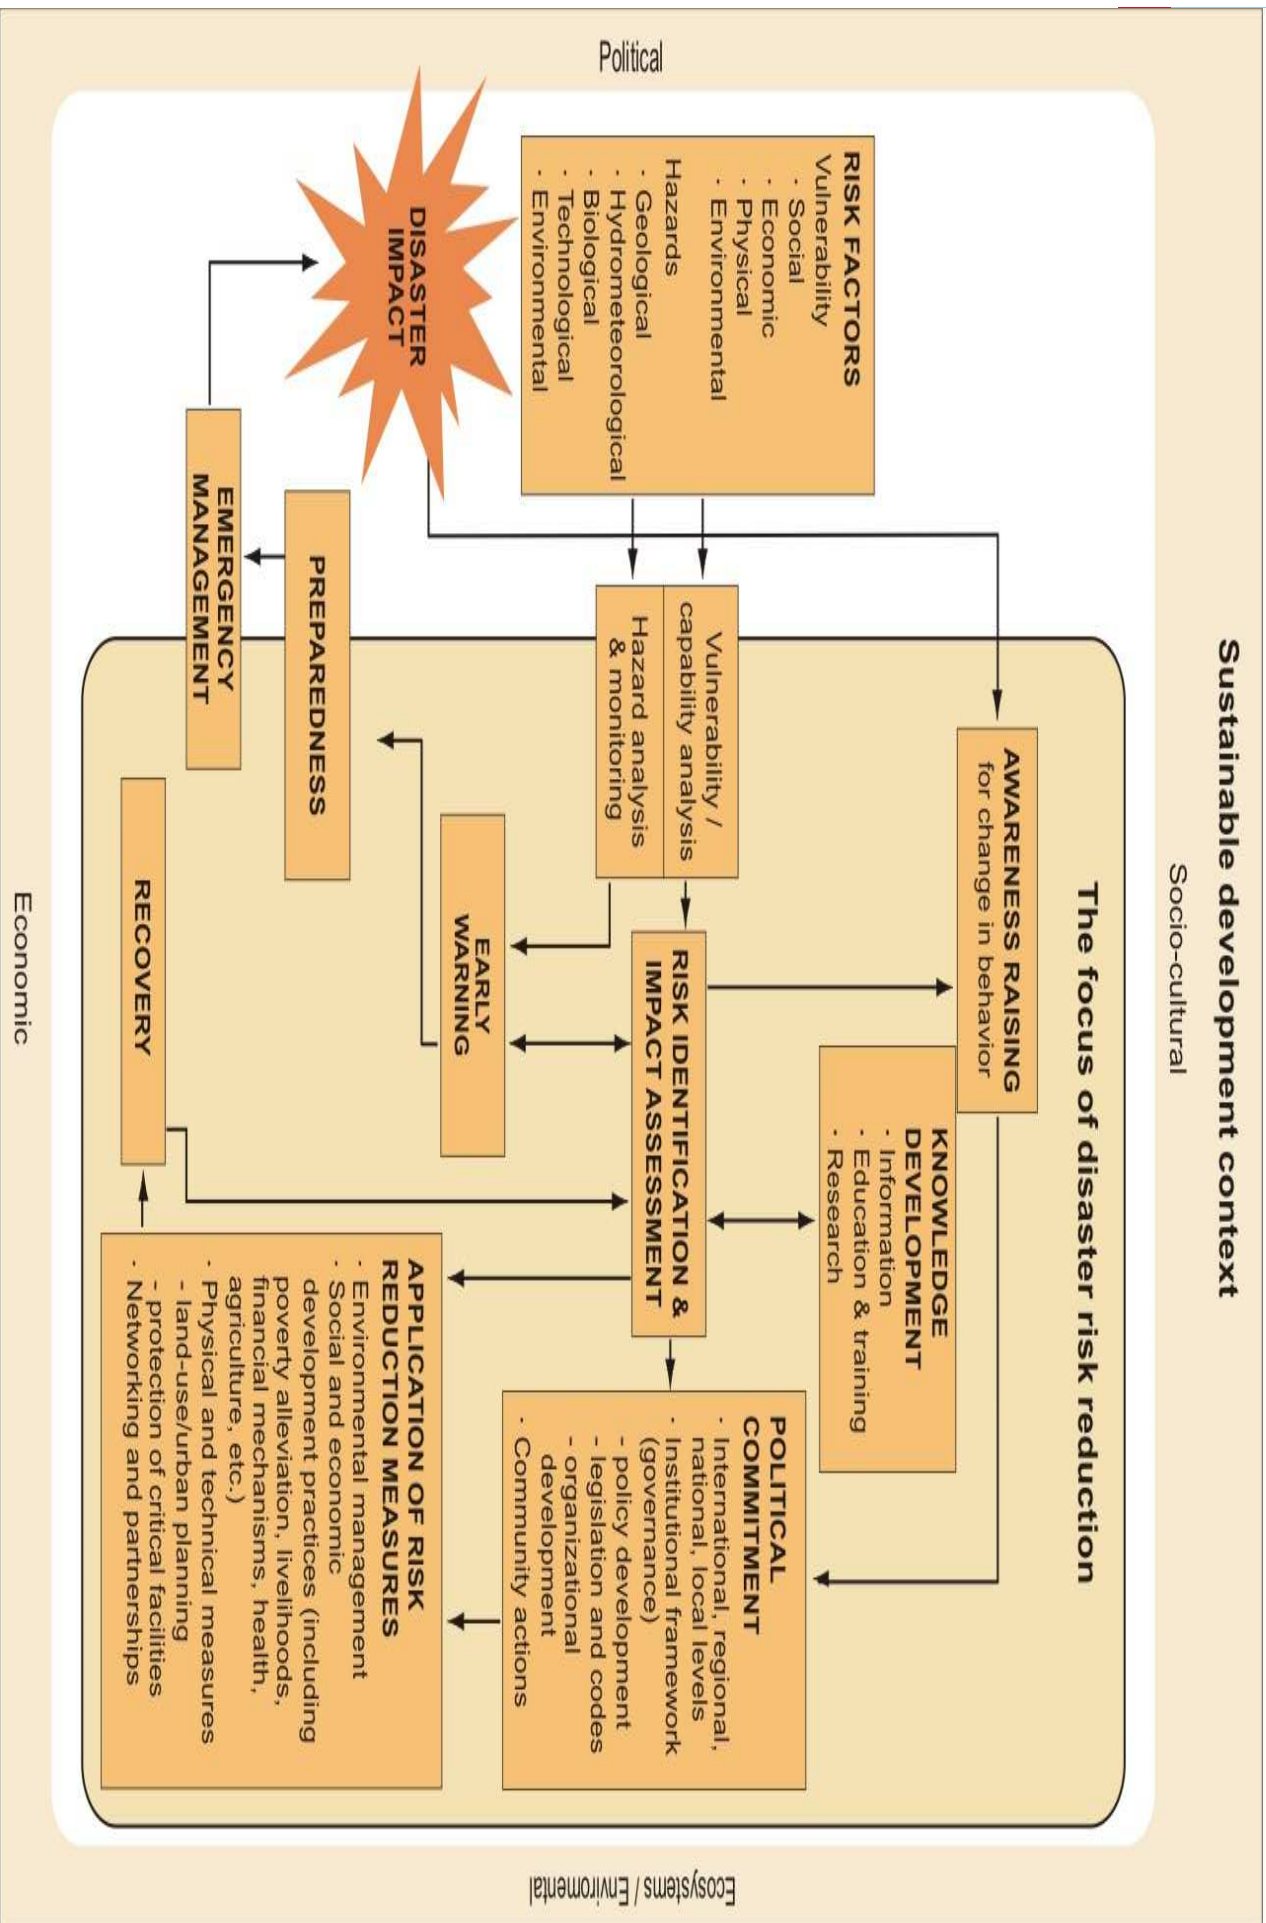 Sustainable development context
Socio-cultural
Political
The focus of disaster risk reduction
AWARENESS RAISING
for change in behavior
KNOWLEDGE
DEVELOPMENT
· Information
· Education & training
· Research
RISK FACTORS
Vulnerability
· Social
· Economic
· Physical
· Environmental
Hazards
· Geological
· Hydrometeorological
· Biological
· Technological
· Environmental
Vulnerability /
capability analysis
Hazard analysis
& monitoring
RISK IDENTIFICATION &
IMPACT ASSESSMENT
POLITICAL
COMMITMENT
· International, regional,
national, local levels
· Institutional framework
(governance)
- policy development
- legislation and codes
- organizational
development
· Community actions
EARLY
WARNING
DISASTER
IMPACT
PREPAREDNESS
EMERGENCY
MANAGEMENT
RECOVERY
APPLICATION OF RISK
REDUCTION MEASURES
· Environmental management
· Social and economic
development practices (including
poverty alleviation, livelihoods,
financial mechanisms, health,
agriculture, etc.)
· Physical and technical measures
- land-use/urban planning
- protection of critical facilities
· Networking and partnerships
Ecosystems / Enviromental
Economic